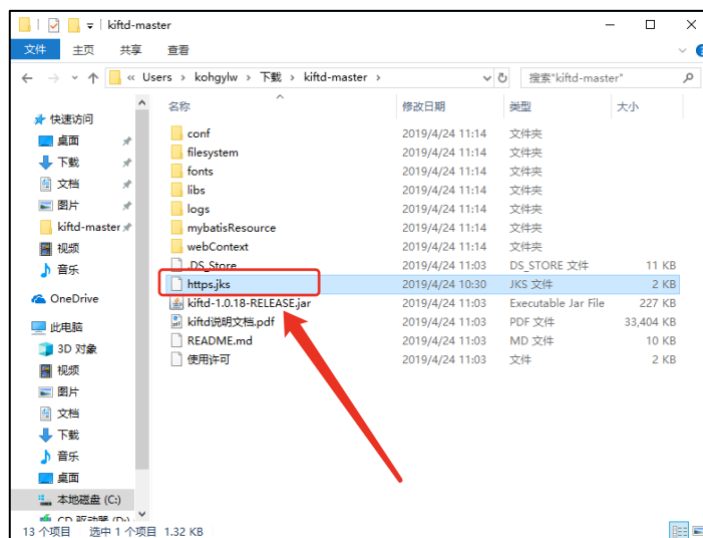 kiftd-master
文件 主页 共享 查看
« Users › kohgylw › 下载 › kiftd-master ›
搜索"kiftd-master"
名称 修改日期 类型 大小
快速访问
桌面
下载
文档
图片
kiftd-master
视频
音乐
OneDrive
此电脑
3D 对象
视频
图片
文档
下载
音乐
桌面
本地磁盘 (C:)
CD 驱动器 (D:)
conf 2019/4/24 11:14 文件夹
filesystem 2019/4/24 11:14 文件夹
fonts 2019/4/24 11:14 文件夹
libs 2019/4/24 11:14 文件夹
logs 2019/4/24 11:14 文件夹
mybatisResource 2019/4/24 11:14 文件夹
webContext 2019/4/24 11:14 文件夹
.DS_Store 2019/4/24 11:03 DS_STORE 文件 11 KB
https.jks 2019/4/24 10:30 JKS 文件 2 KB
kiftd-1.0.18-RELEASE.jar 2019/4/24 11:03 Executable Jar File 227 KB
kiftd说明文档.pdf 2019/4/24 11:03 PDF 文件 33,404 KB
README.md 2019/4/24 11:03 MD 文件 10 KB
使用许可 2019/4/24 11:03 文件 2 KB
13 个项目 选中 1 个项目 1.32 KB